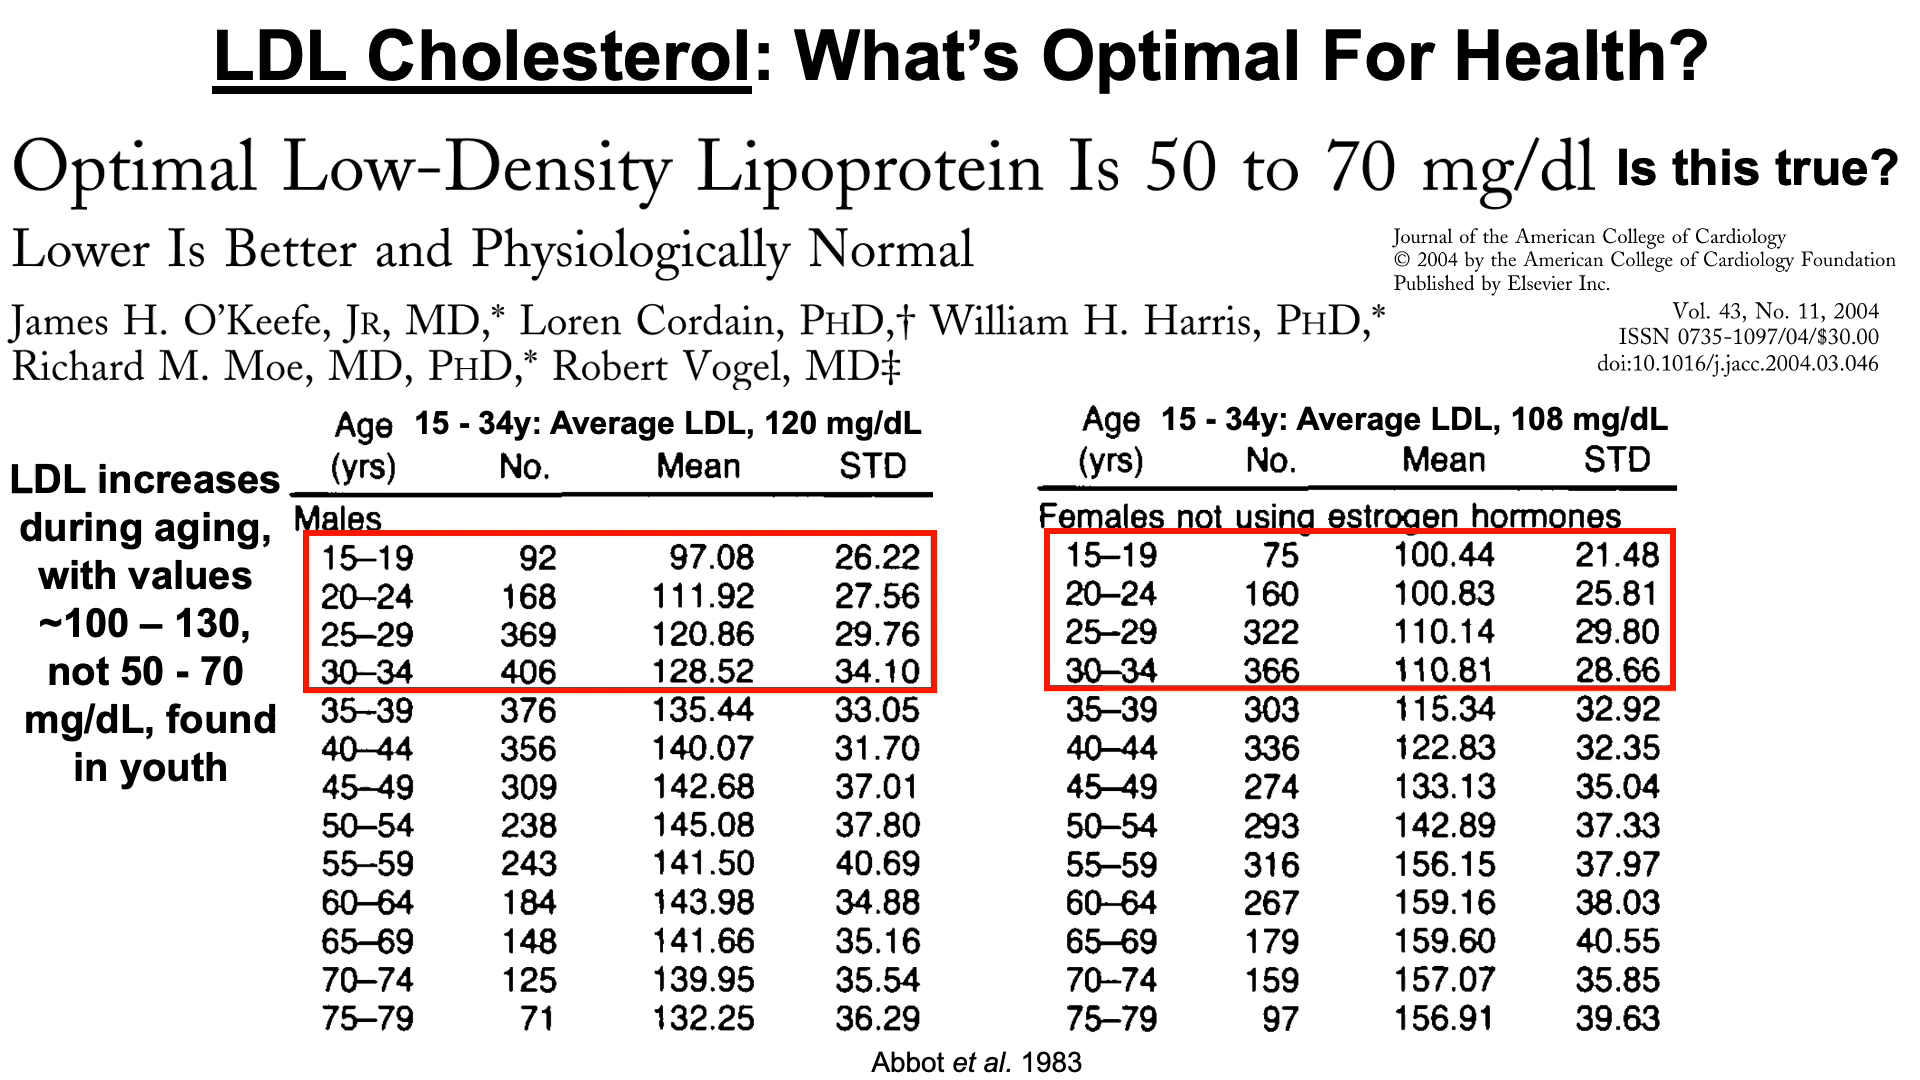 LDL Cholesterol: What's Optimal For Health?
Optimal Low-Density Lipoprotein Is 50 to 70 mg/dl Is this true?
Lower Is Better and Physiologically Normal
Journal of the American College of Cardiology
© 2004 by the American College of Cardiology Foundation
Published by Elsevier Inc.
Vol. 43, No. 11, 2004
ISSN 0735-1097/04/$30.00
doi:10.1016/j.jacc.2004.03.046
James H. O'Keefe, JR, MD,* Loren Cordain, PHD,† William H. Harris, PHD,*
Richard M. Moe, MD, PHD,* Robert Vogel, MD‡
LDL increases
during aging,
with values
~100 – 130,
not 50 - 70
mg/dL, found
in youth
Age 15 - 34y: Average LDL, 120 mg/dL
(yrs) No. Mean STD
Males
15–19 92 97.08 26.22
20–24 168 111.92 27.56
25–29 369 120.86 29.76
30–34 406 128.52 34.10
35–39 376 135.44 33.05
40–44 356 140.07 31.70
45–49 309 142.68 37.01
50–54 238 145.08 37.80
55–59 243 141.50 40.69
60–64 184 143.98 34.88
65–69 148 141.66 35.16
70–74 125 139.95 35.54
75–79 71 132.25 36.29
Age 15 - 34y: Average LDL, 108 mg/dL
(yrs) No. Mean STD
Females not using estrogen hormones
15–19 75 100.44 21.48
20–24 160 100.83 25.81
25–29 322 110.14 29.80
30–34 366 110.81 28.66
35–39 303 115.34 32.92
40–44 336 122.83 32.35
45–49 274 133.13 35.04
50–54 293 142.89 37.33
55–59 316 156.15 37.97
60–64 267 159.16 38.03
65–69 179 159.60 40.55
70–74 159 157.07 35.85
75–79 97 156.91 39.63
Abbot et al. 1983